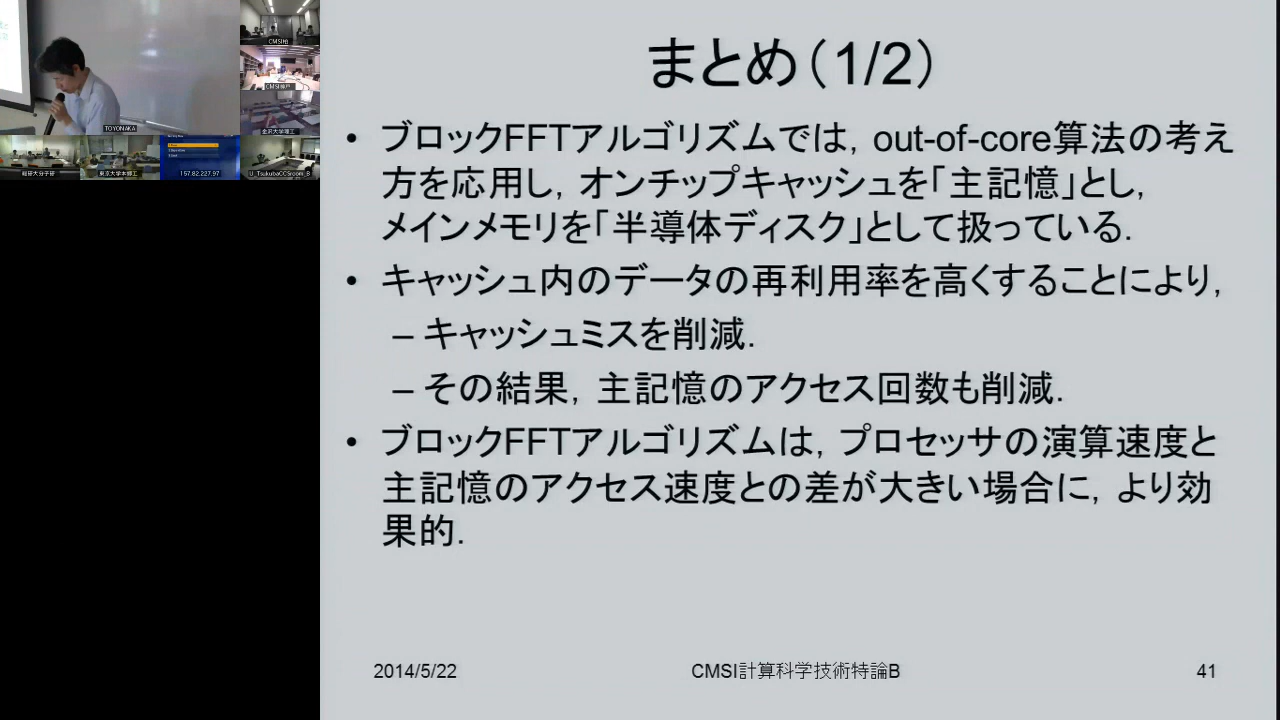 まとめ（1/2）
• ブロックFFTアルゴリズムでは，out-of-core算法の考え
方を応用し，オンチップキャッシュを「主記憶」とし，
メインメモリを「半導体ディスク」として扱っている．
• キャッシュ内のデータの再利用率を高くすることにより，
– キャッシュミスを削減．
– その結果，主記憶のアクセス回数も削減．
• ブロックFFTアルゴリズムは，プロセッサの演算速度と
主記憶のアクセス速度との差が大きい場合に，より効
果的．
2014/5/22
CMSI計算科学技術特論B
41
TOYONAKA
CMSI柏
CMSI神戸
金沢大学理工
総研大分子研
東京大学本郷工
157.82.227.97
U_TsukubaCCSroom_B